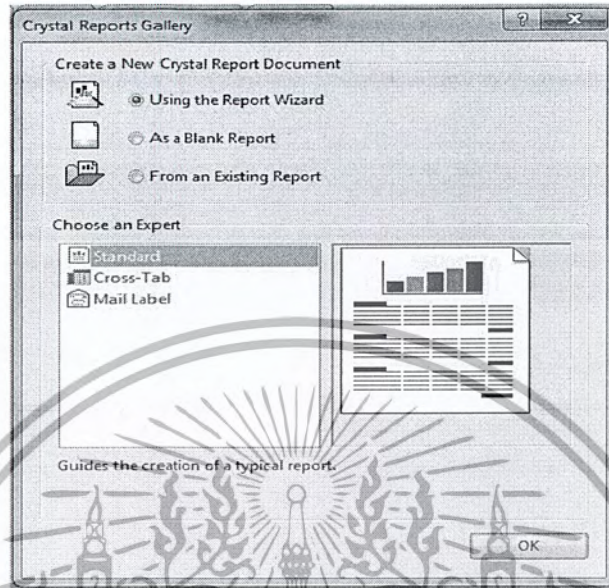 Crystal Reports Gallery
Create a New Crystal Report Document
Using the Report Wizard
As a Blank Report
From an Existing Report
Choose an Expert
Standard
Cross-Tab
Mail Label
Guides the creation of a typical report.
OK